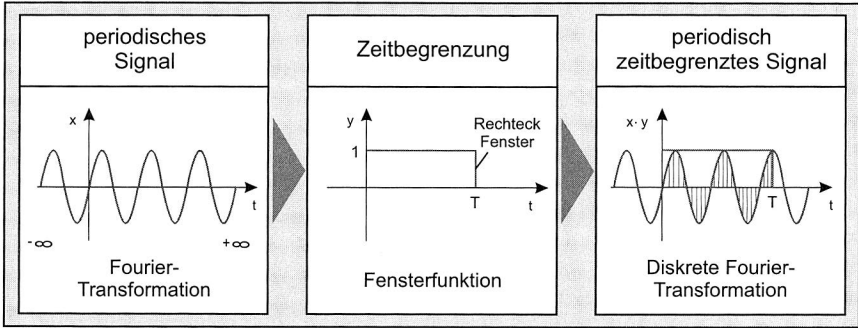 periodisches
Signal
x
t
- ∞
+ ∞
Fourier-
Transformation
Zeitbegrenzung
y
1
Rechteck
Fenster
T
t
Fensterfunktion
periodisch
zeitbegrenztes Signal
x· y
T
t
Diskrete Fourier-
Transformation